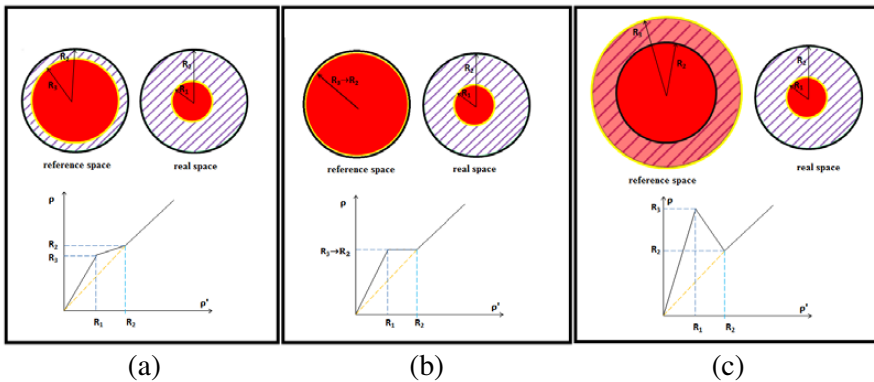 R₂
R₃
R₂
R₁
reference space
real space
ρ
R₂
R₃
R₁
R₂
ρ'
(a)
R₃→R₂
R₂
R₁
reference space
real space
ρ
R₃→R₂
R₁
R₂
ρ'
(b)
R₃
R₂
R₂
R₁
reference space
real space
R₃
ρ
R₂
R₁
R₂
ρ'
(c)